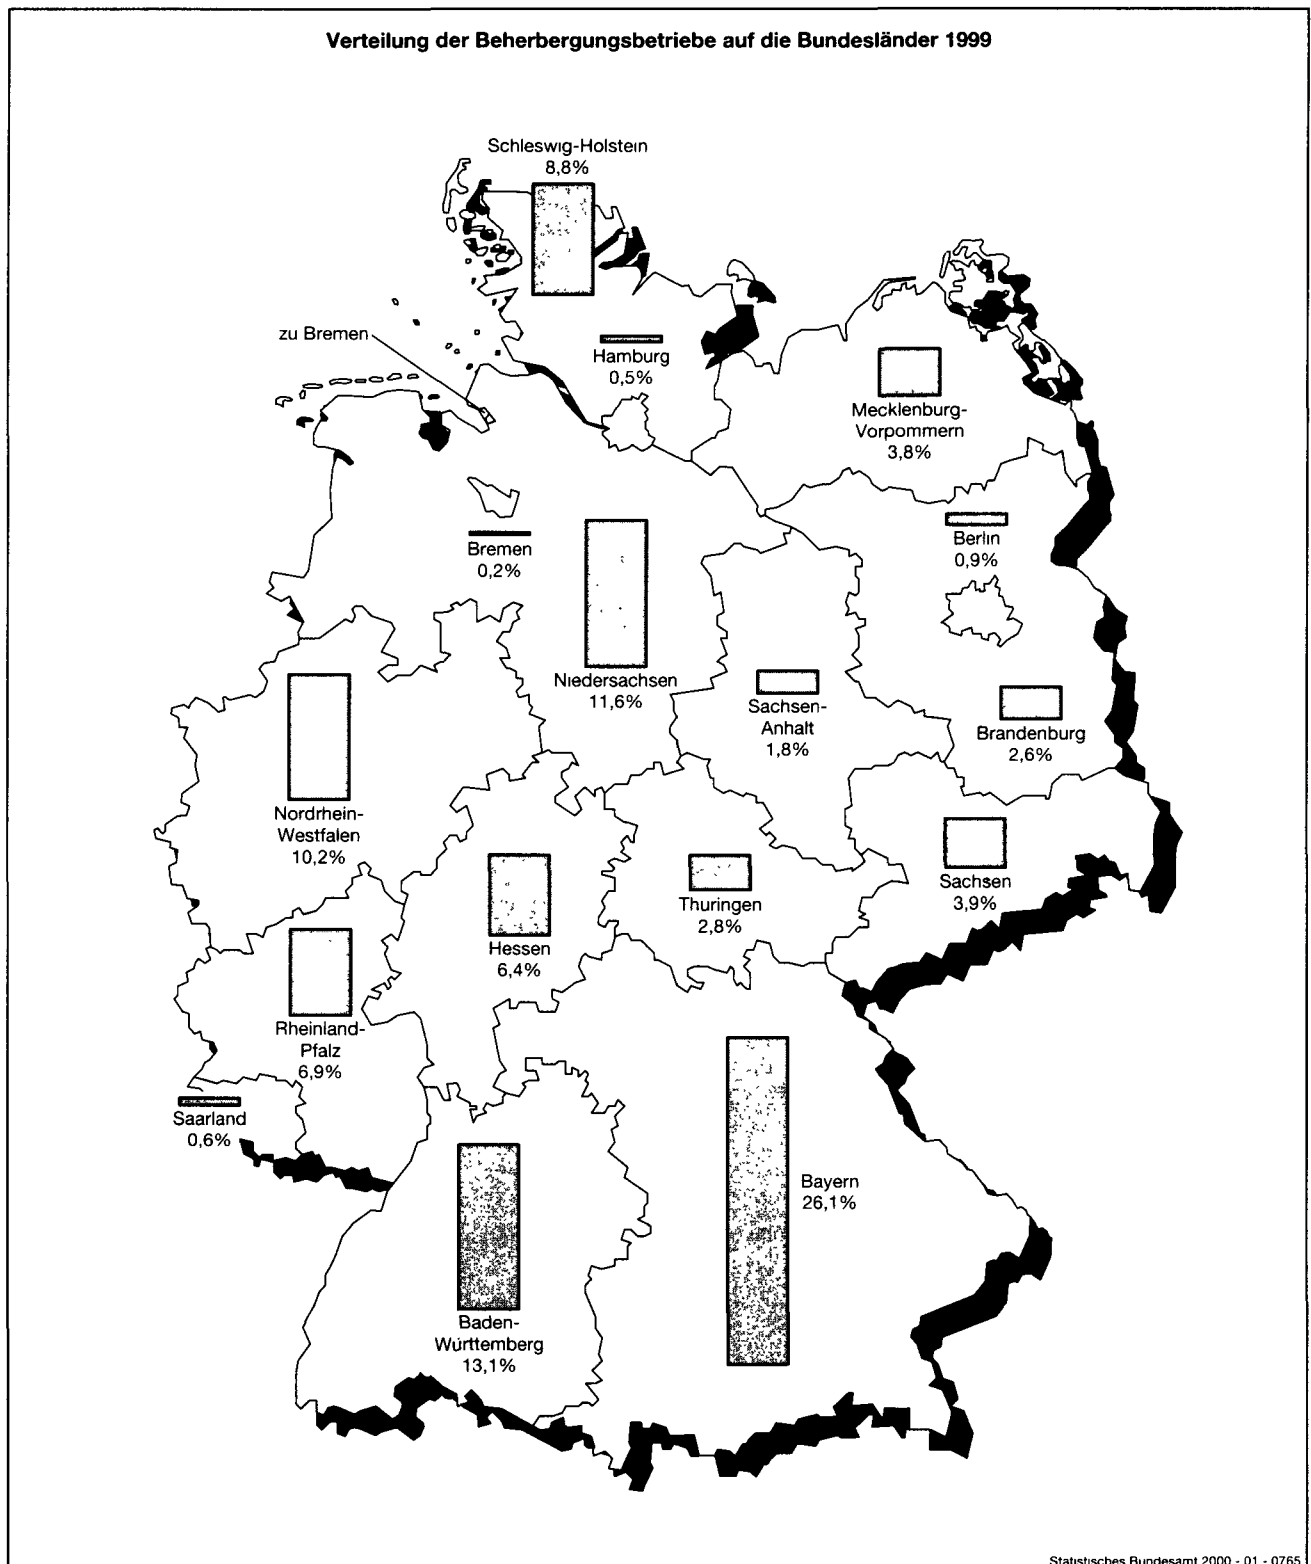 Verteilung der Beherbergungsbetriebe auf die Bundesländer 1999
Schleswig-Holstein
8,8%
zu Bremen
Hamburg
0,5%
Mecklenburg-
Vorpommern
3,8%
Bremen
0,2%
Berlin
0,9%
Niedersachsen
11,6%
Sachsen-
Anhalt
1,8%
Brandenburg
2,6%
Nordrhein-
Westfalen
10,2%
Hessen
6,4%
Thuringen
2,8%
Sachsen
3,9%
Rheinland-
Pfalz
6,9%
Saarland
0,6%
Bayern
26,1%
Baden-
Württemberg
13,1%
Statistisches Bundesamt 2000 - 01 - 0765